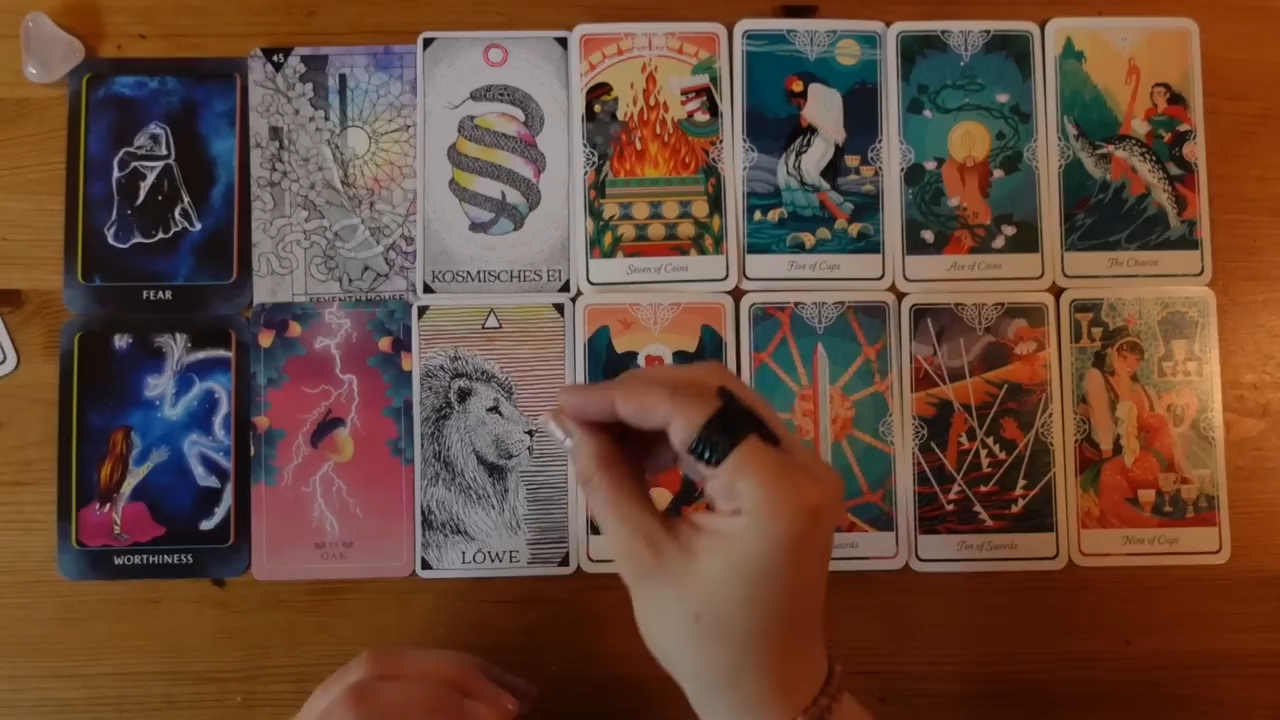 45
KOSMISCHES EI
Seven of Coins
Five of Cups
Ace of Coins
The Chariot
FEAR
SEVENTH HOUSE
WORTHINESS
OAK
LÖWE
Ten of Swords
Nine of Cups